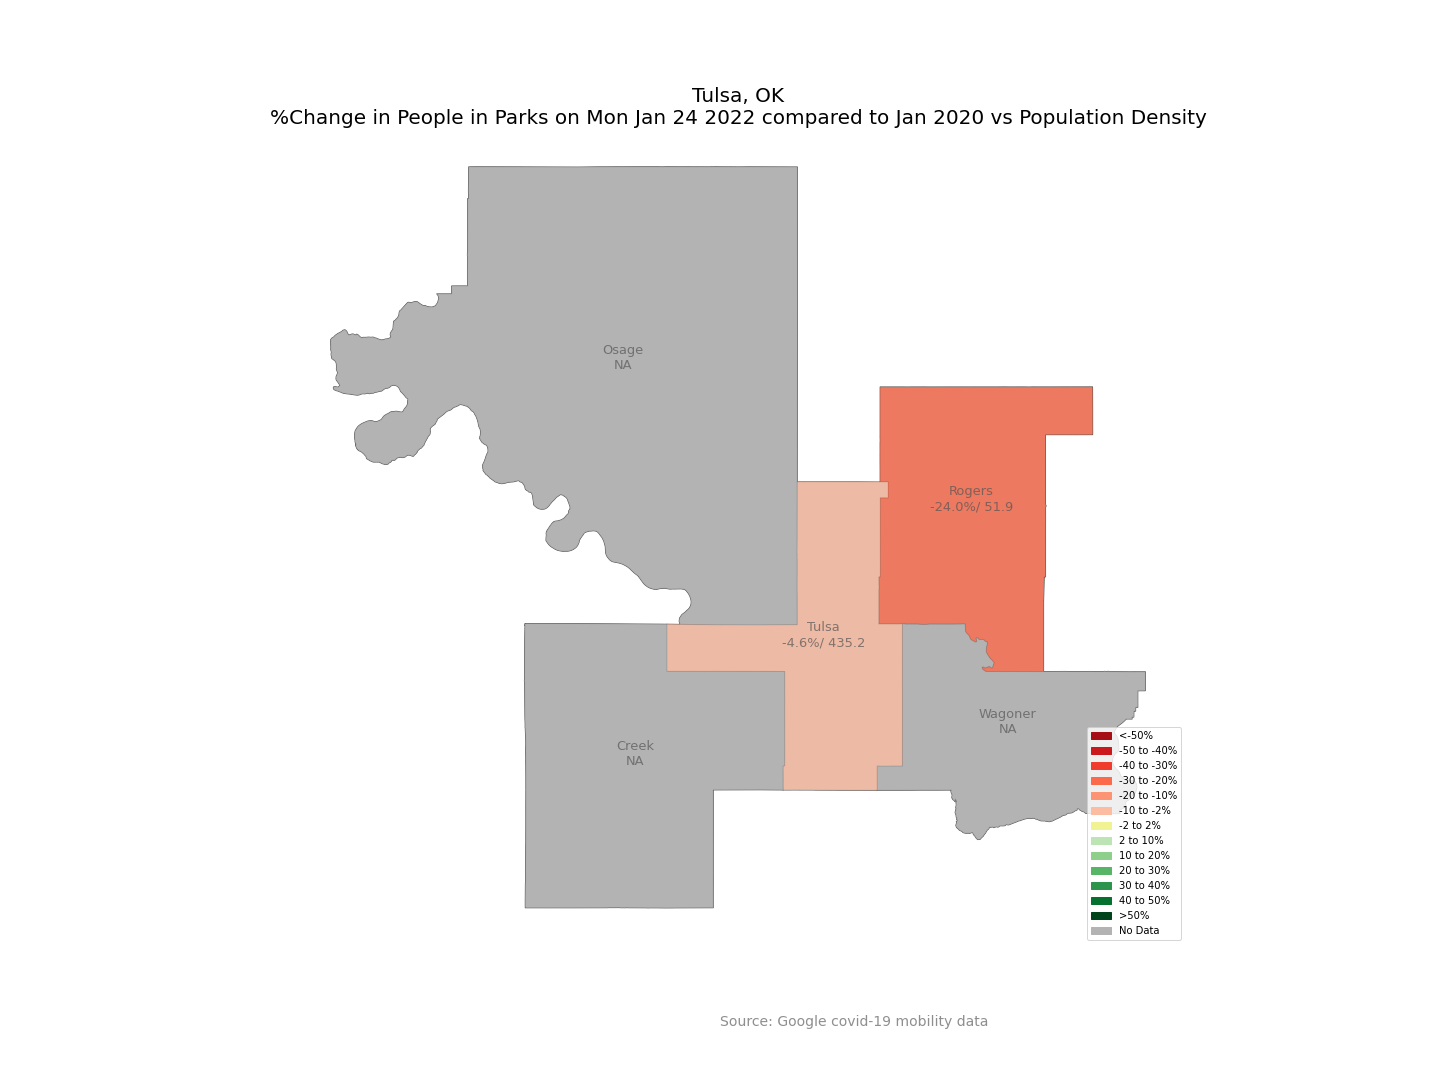 Tulsa, OK
%Change in People in Parks on Mon Jan 24 2022 compared to Jan 2020 vs Population Density
Osage
NA
Rogers
-24.0%/ 51.9
Tulsa
-4.6%/ 435.2
Wagoner
NA
Creek
NA
<-50%
-50 to -40%
-40 to -30%
-30 to -20%
-20 to -10%
-10 to -2%
-2 to 2%
2 to 10%
10 to 20%
20 to 30%
30 to 40%
40 to 50%
>50%
No Data
Source: Google covid-19 mobility data